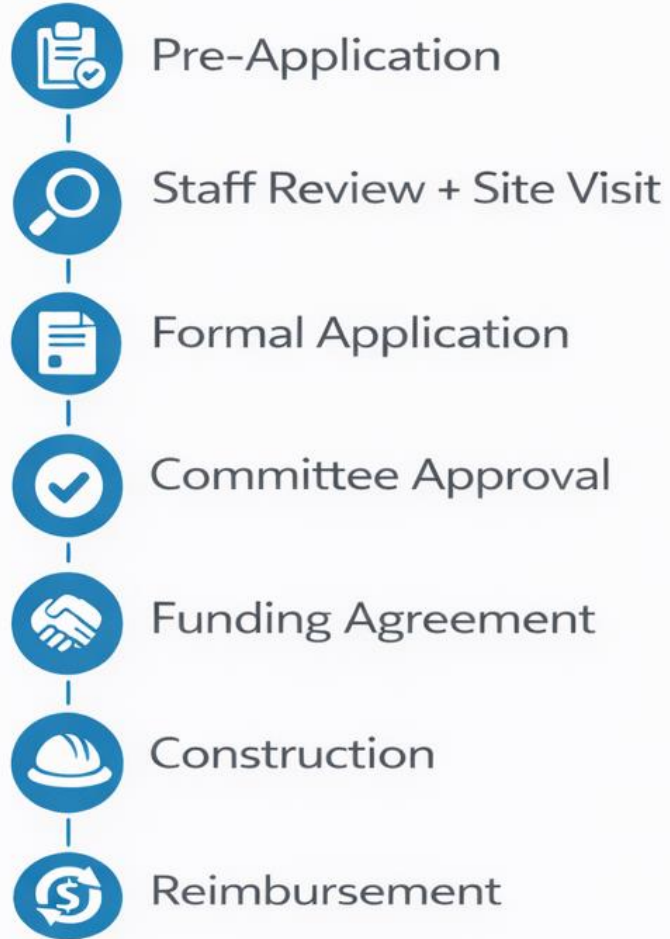 Pre-Application
Staff Review + Site Visit
Formal Application
Committee Approval
Funding Agreement
Construction
Reimbursement